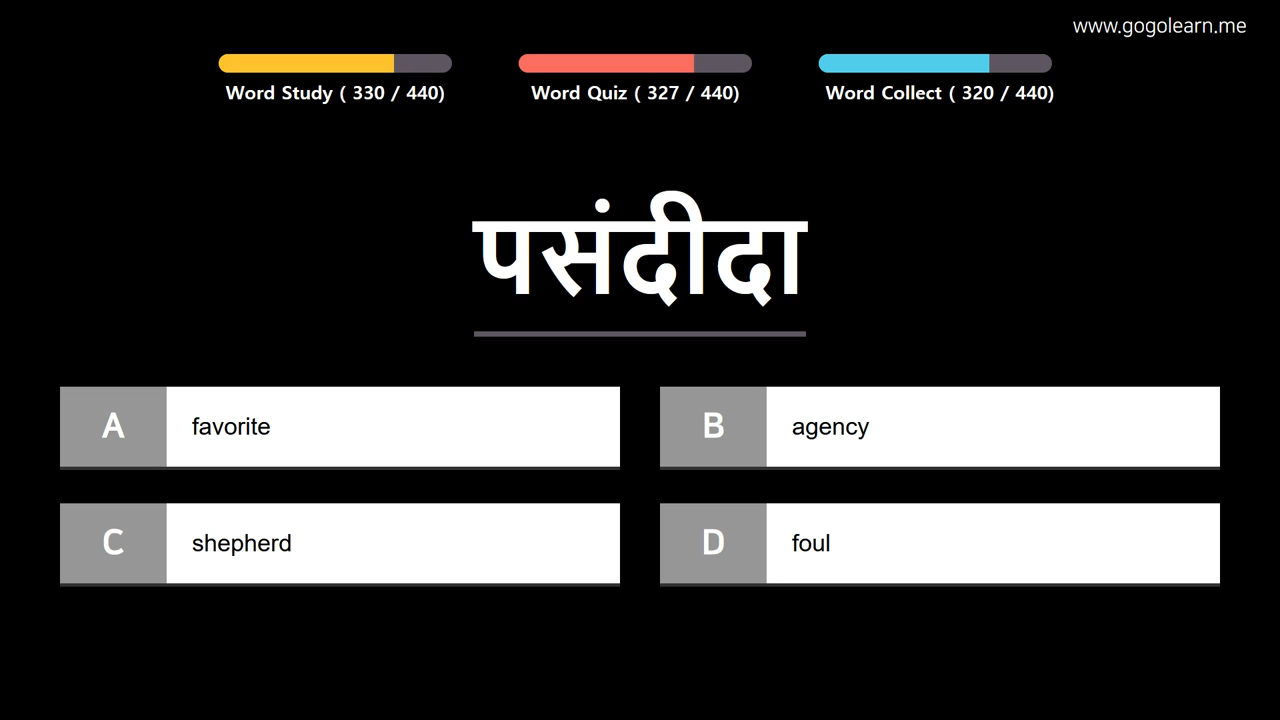 www.gogolearn.me
Word Study ( 330 / 440)
Word Quiz ( 327 / 440)
Word Collect ( 320 / 440)
पसंदीदा
A favorite
B agency
C shepherd
D foul